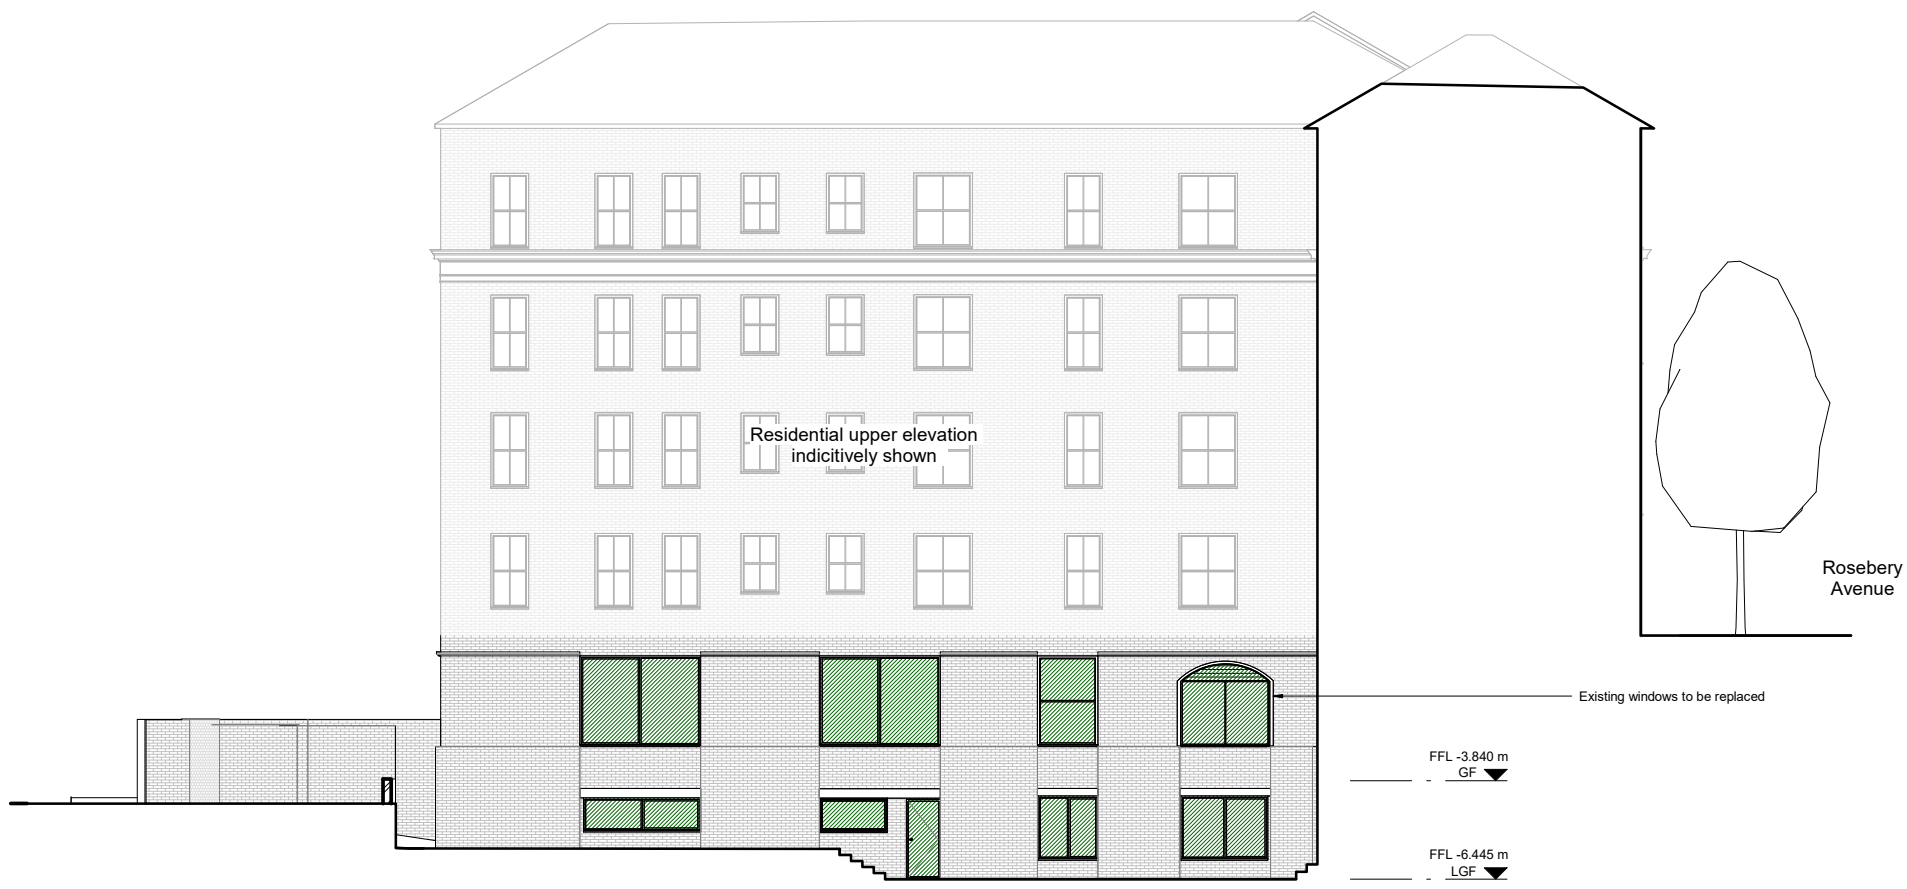 Residential upper elevation
indicitively shown
Rosebery
Avenue
Existing windows to be replaced
FFL -3.840 m
GF
FFL -6.445 m
LGF